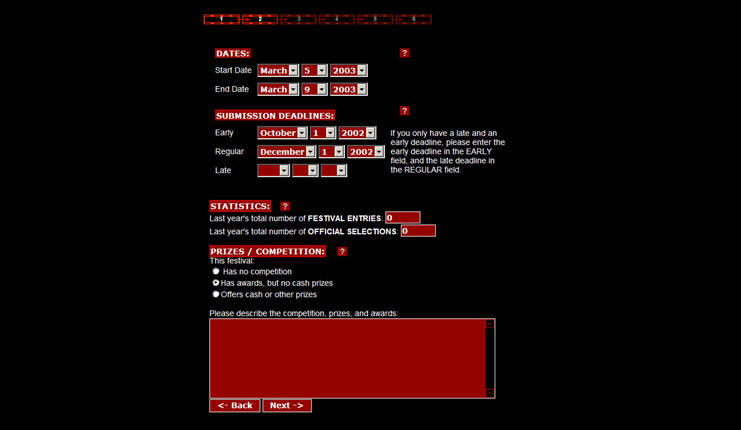 1 2 3 4 5 6
DATES: ?
Start Date March 5 2003
End Date March 9 2003
SUBMISSION DEADLINES: ?
Early October 1 2002
Regular December 1 2002
Late
If you only have a late and an
early deadline, please enter the
early deadline in the EARLY
field, and the late deadline in
the REGULAR field.
STATISTICS: ?
Last year's total number of FESTIVAL ENTRIES: 0
Last year's total number of OFFICIAL SELECTIONS: 0
PRIZES / COMPETITION: ?
This festival:
Has no competition
Has awards, but no cash prizes
Offers cash or other prizes
Please describe the competition, prizes, and awards:
<- Back Next ->